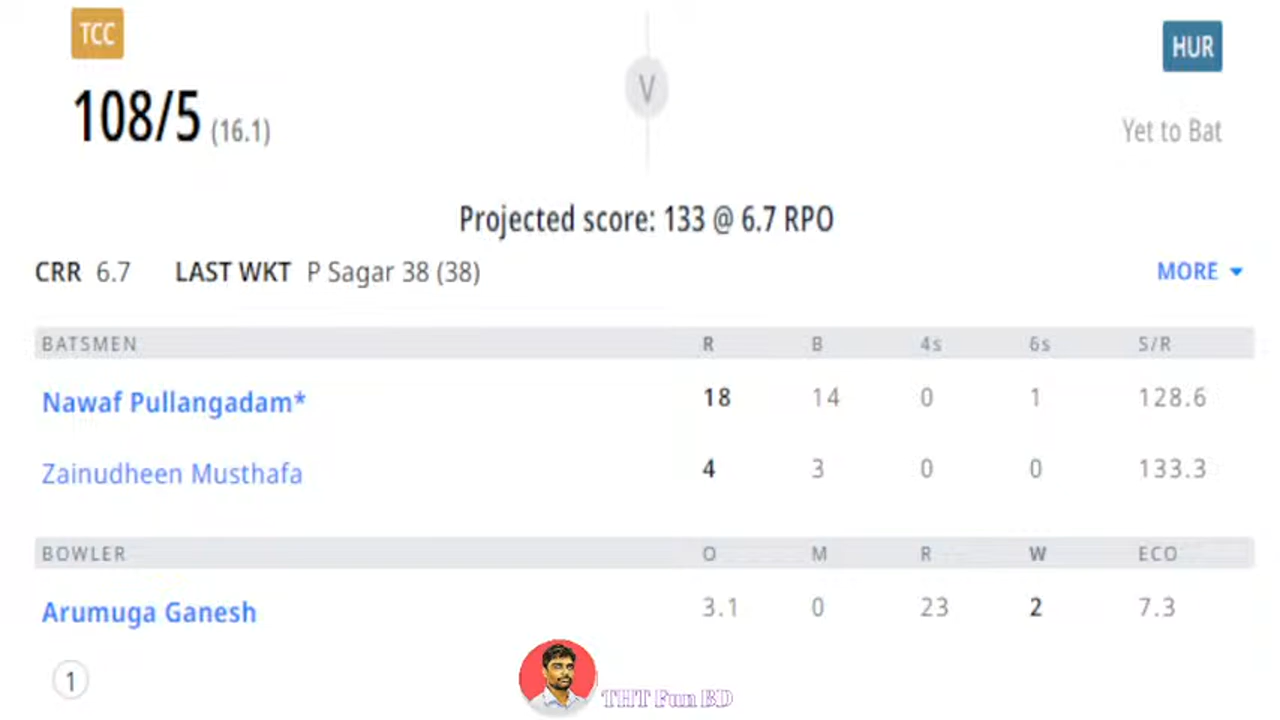 TCC
V
HUR
108/5 (16.1)
Yet to Bat
Projected score: 133 @ 6.7 RPO
CRR 6.7 LAST WKT P Sagar 38 (38) MORE
BATSMEN R B 4s 6s S/R
Nawaf Pullangadam* 18 14 0 1 128.6
Zainudheen Musthafa 4 3 0 0 133.3
BOWLER O M R W ECO
Arumuga Ganesh 3.1 0 23 2 7.3
1
THT Fun BD